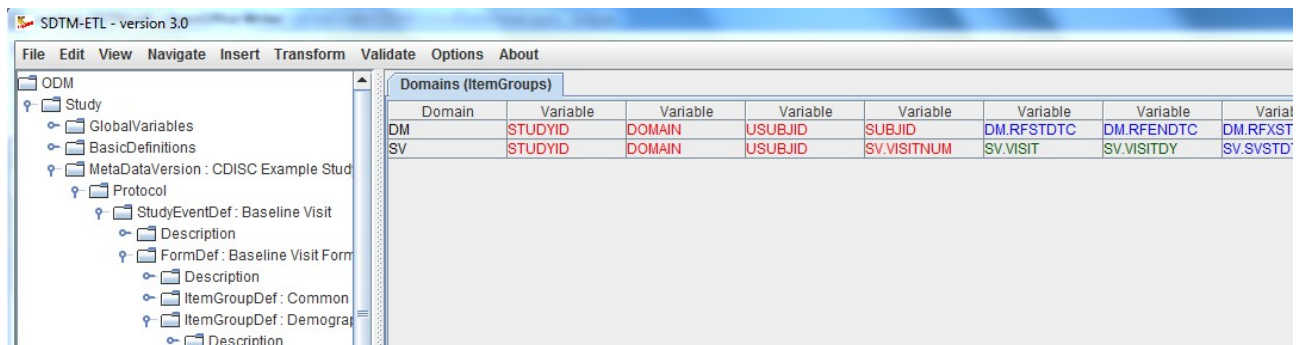 SDTM-ETL - version 3.0
File Edit View Navigate Insert Transform Validate Options About
ODM
Study
GlobalVariables
BasicDefinitions
MetaDataVersion : CDISC Example Stud
Protocol
StudyEventDef : Baseline Visit
Description
FormDef : Baseline Visit Form
Description
ItemGroupDef : Common
ItemGroupDef : Demograp
Description
Domains (ItemGroups)
Domain Variable Variable Variable Variable Variable Variable Variab
DM STUDYID DOMAIN USUBJID SUBJID DM.RFSTDTC DM.RFENDTC DM.RFXST
SV STUDYID DOMAIN USUBJID SV.VISITNUM SV.VISIT SV.VISITDY SV.SVSTDT